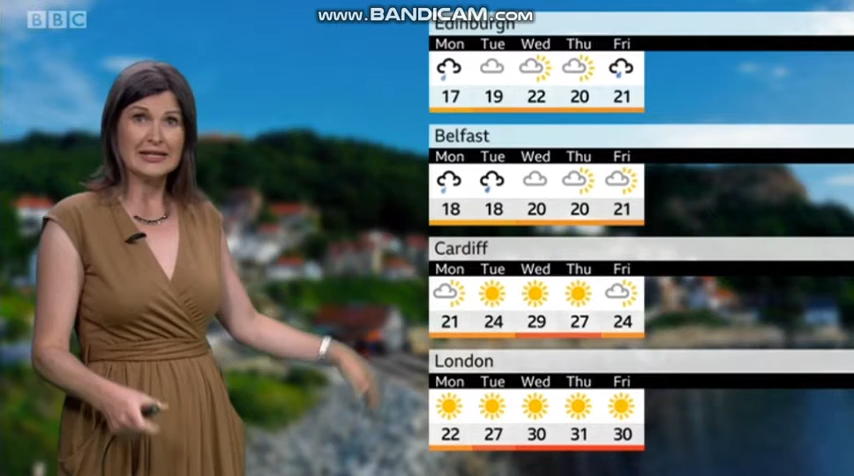 www.BANDICAM.com
BBC
Edinburgh
Mon Tue Wed Thu Fri
17 19 22 20 21
Belfast
Mon Tue Wed Thu Fri
18 18 20 20 21
Cardiff
Mon Tue Wed Thu Fri
21 24 29 27 24
London
Mon Tue Wed Thu Fri
22 27 30 31 30